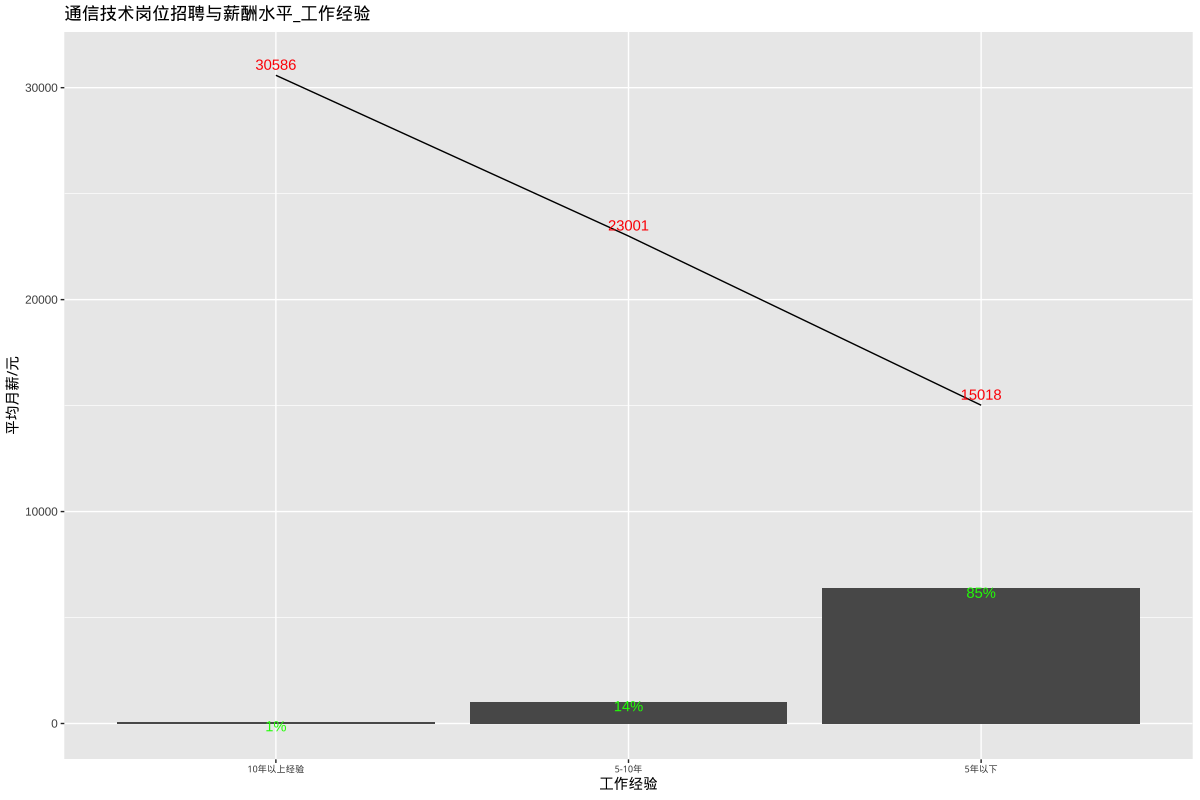 通信技术岗位招聘与薪酬水平_工作经验
平均月薪/元
30000
20000
10000
0
30586
23001
15018
1%
14%
85%
10年以上经验
5-10年
5年以下
工作经验